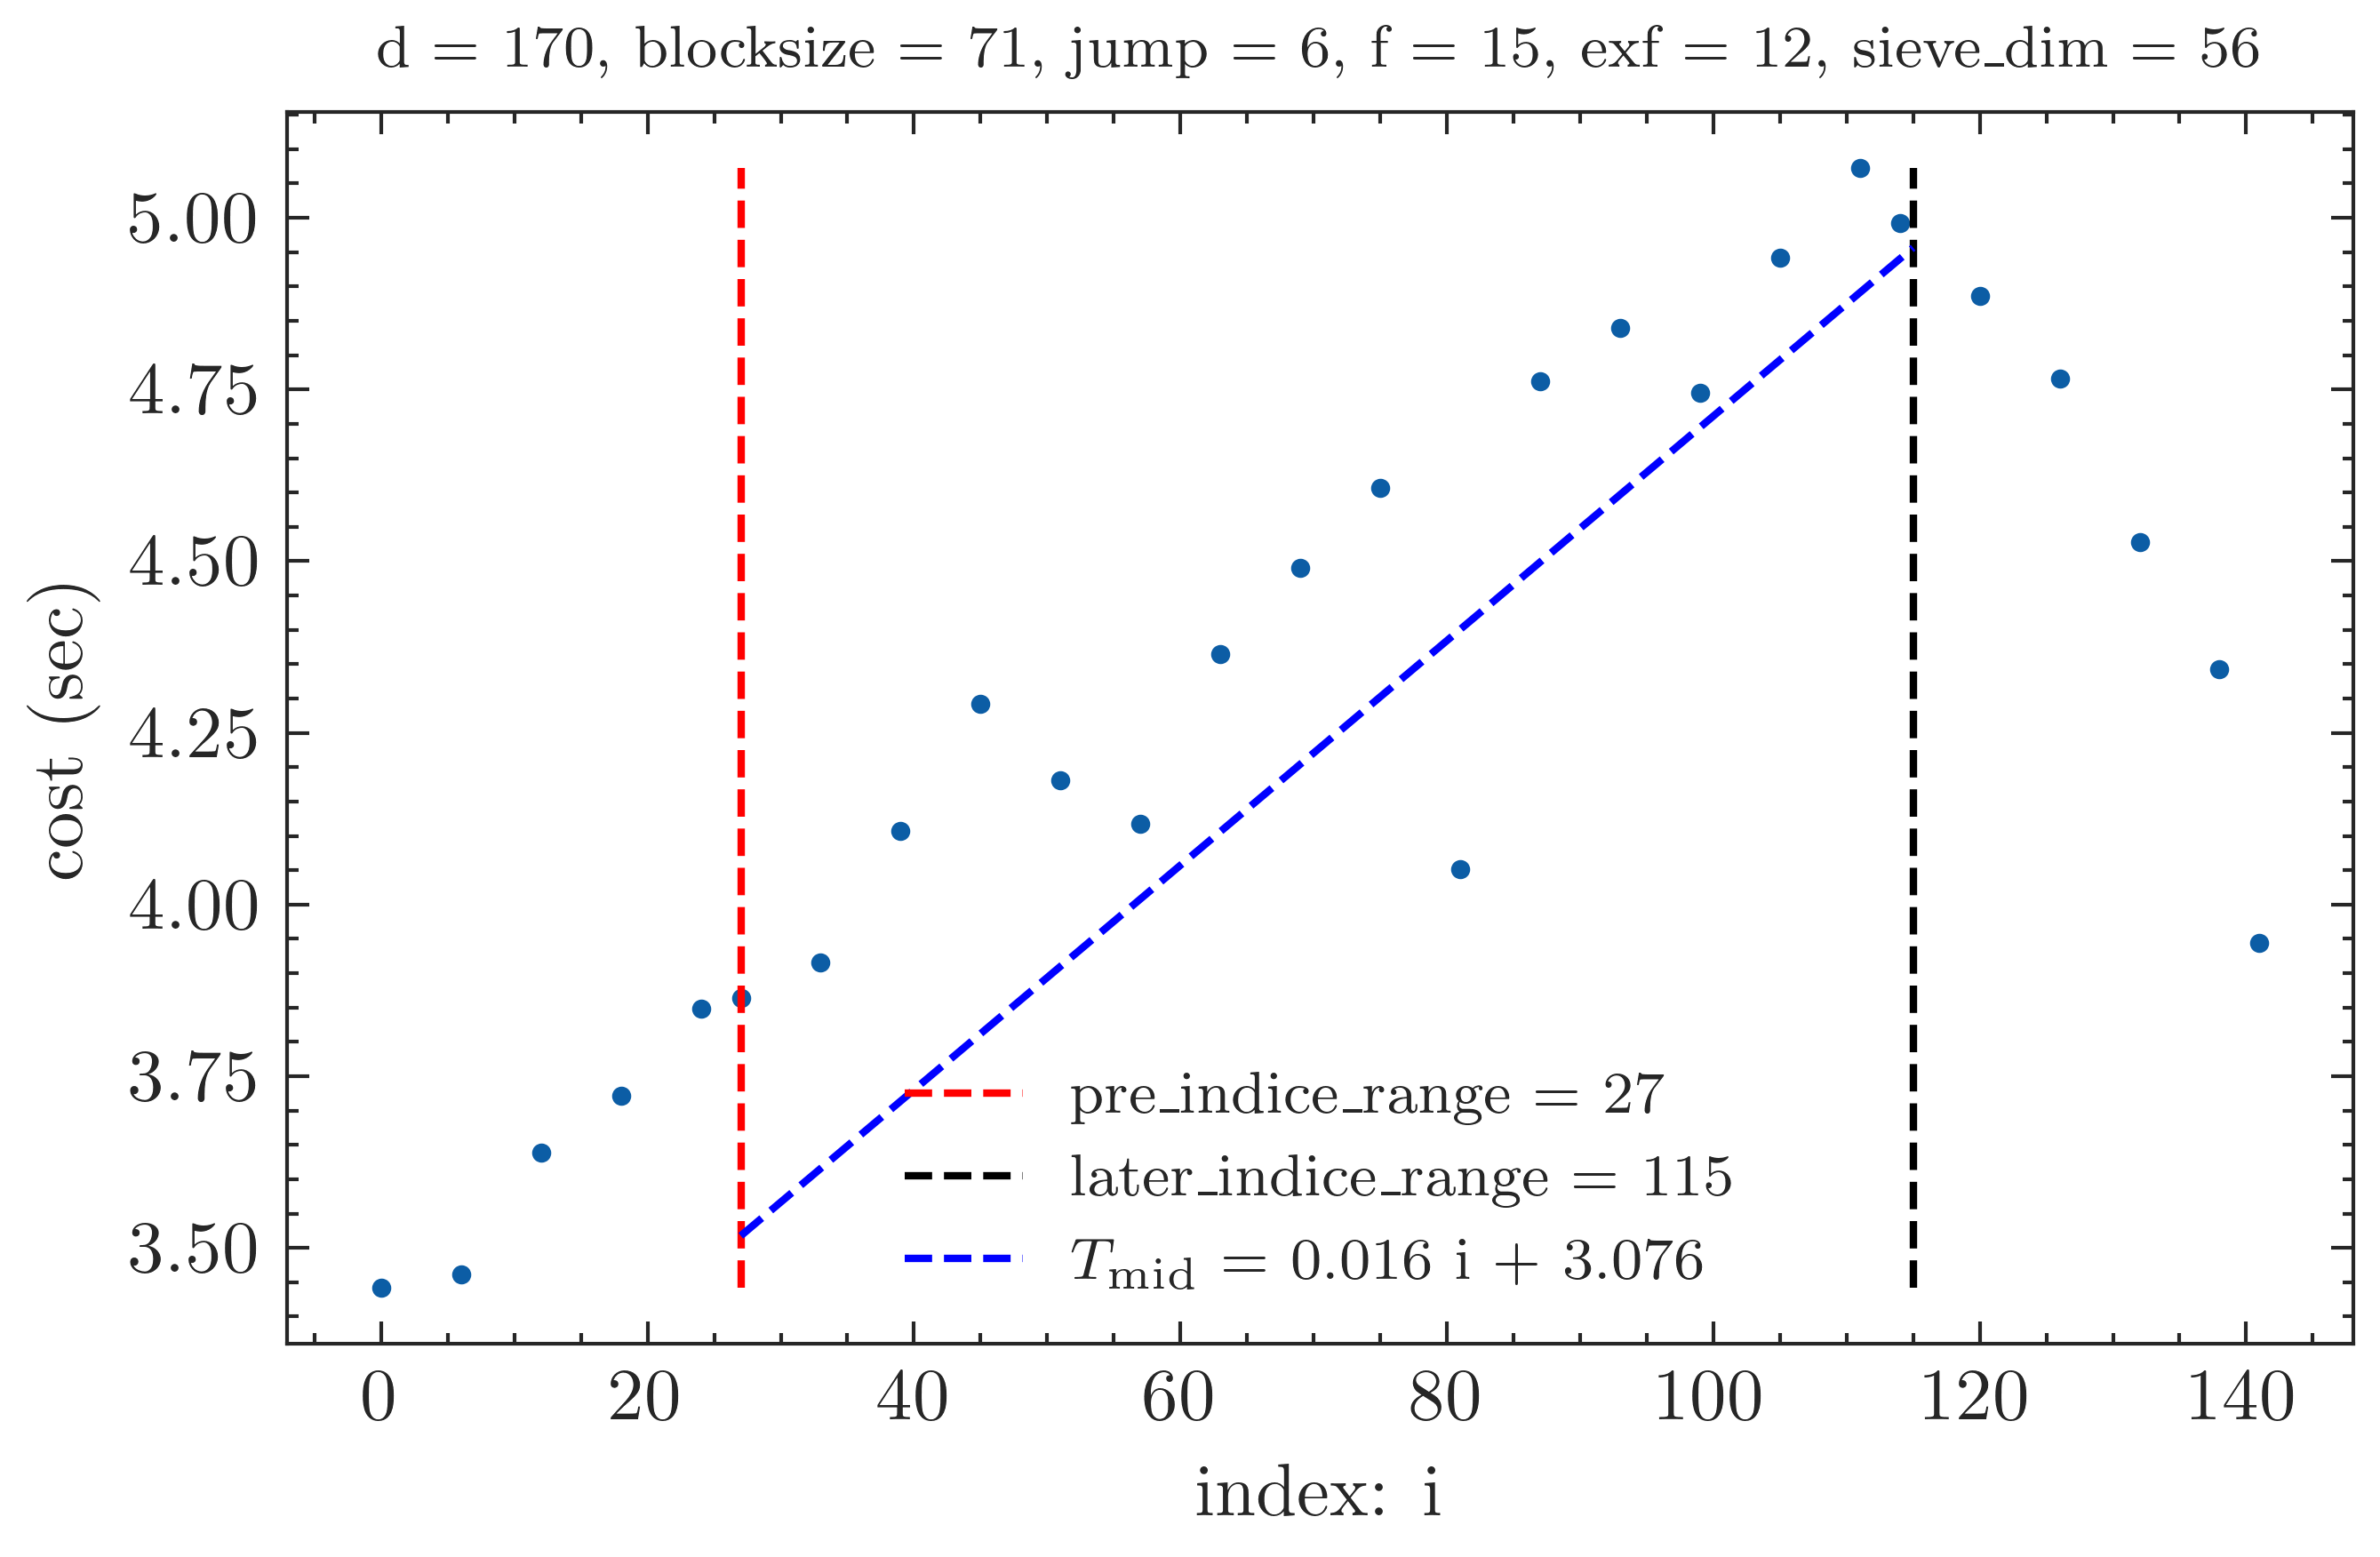 d = 170, blocksize = 71, jump = 6, f = 15, exf = 12, sieve_dim = 56
5.00
4.75
4.50
4.25
4.00
3.75
3.50
cost (sec)
pre_indice_range = 27
later_indice_range = 115
T_mid = 0.016 i + 3.076
0 20 40 60 80 100 120 140
index: i